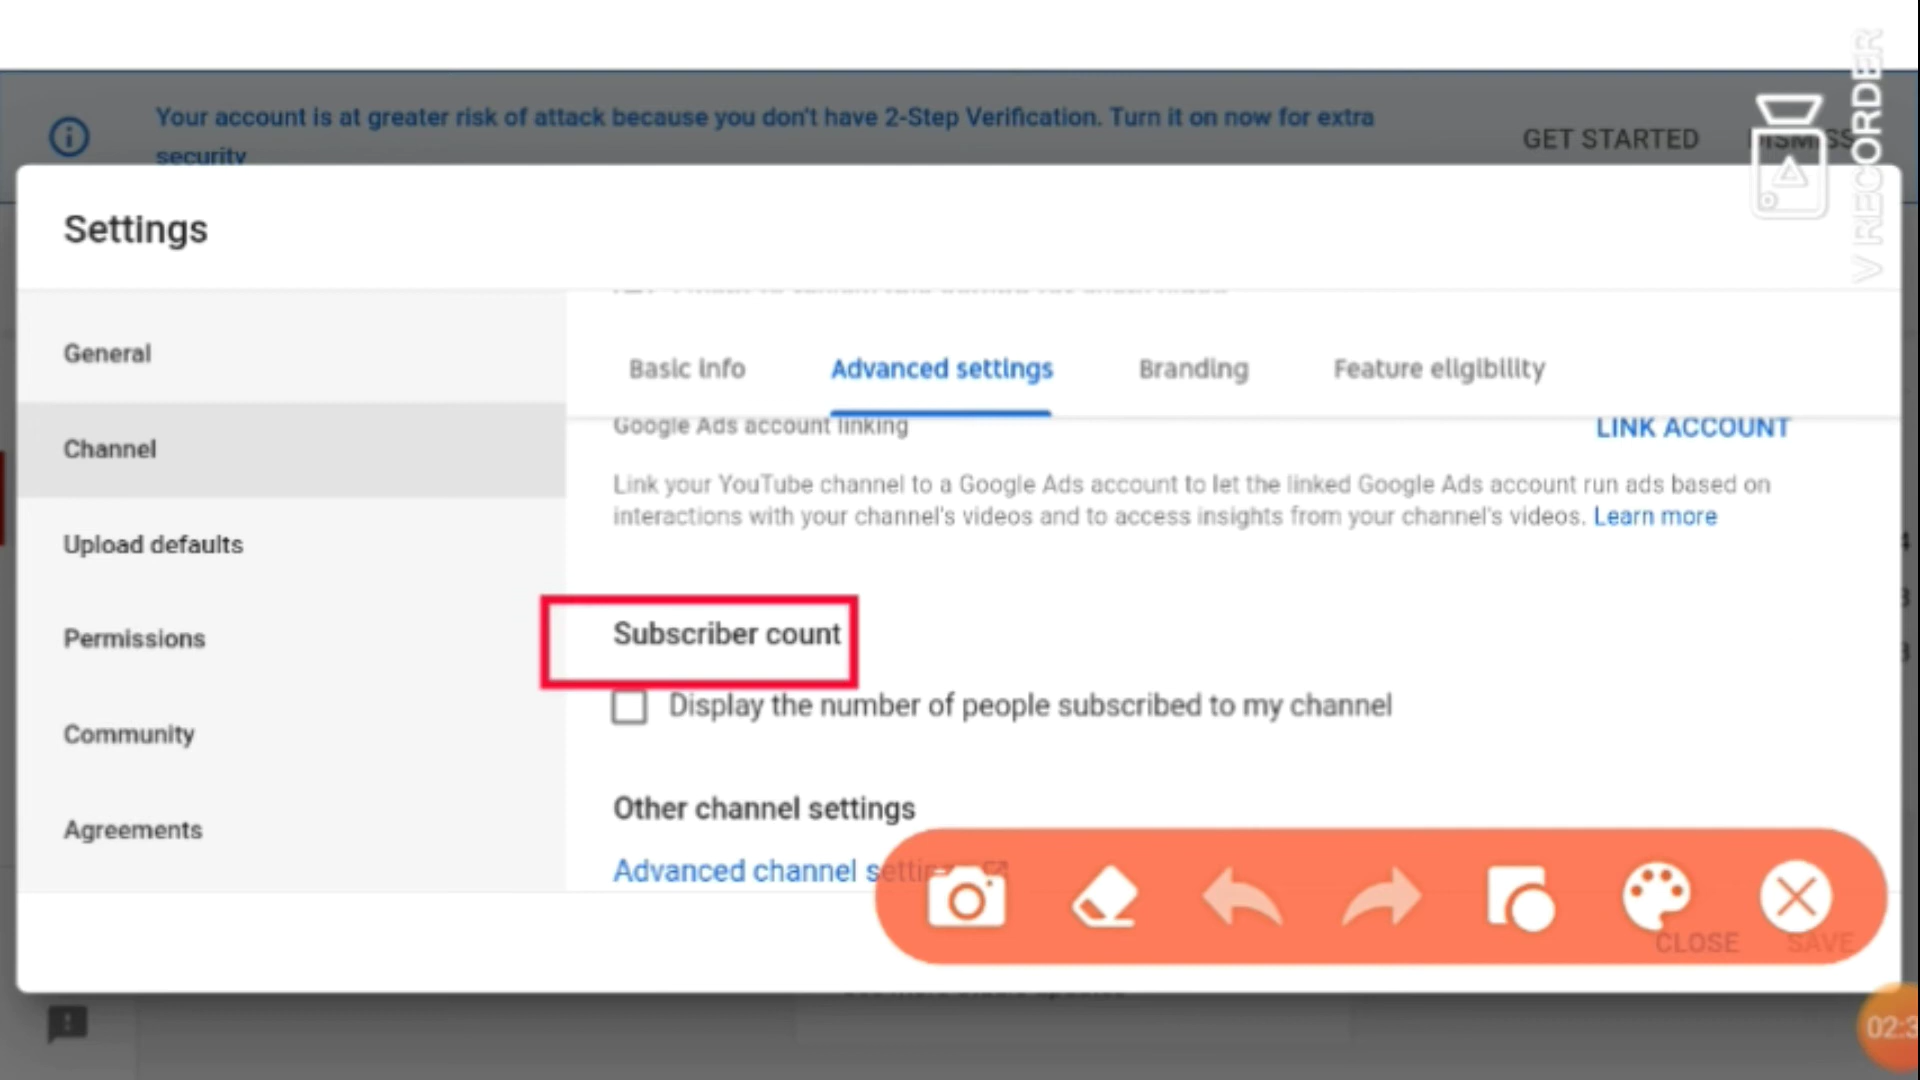 Your account is at greater risk of attack because you don't have 2-Step Verification. Turn it on now for extra
security
GET STARTED
DISMISS
V RECORDER
Settings
General
Channel
Upload defaults
Permissions
Community
Agreements
Basic info
Advanced settings
Branding
Feature eligibility
Google Ads account linking
LINK ACCOUNT
Link your YouTube channel to a Google Ads account to let the linked Google Ads account run ads based on
interactions with your channel's videos and to access insights from your channel's videos. Learn more
Subscriber count
Display the number of people subscribed to my channel
Other channel settings
Advanced channel settings
CLOSE
SAVE
02:3